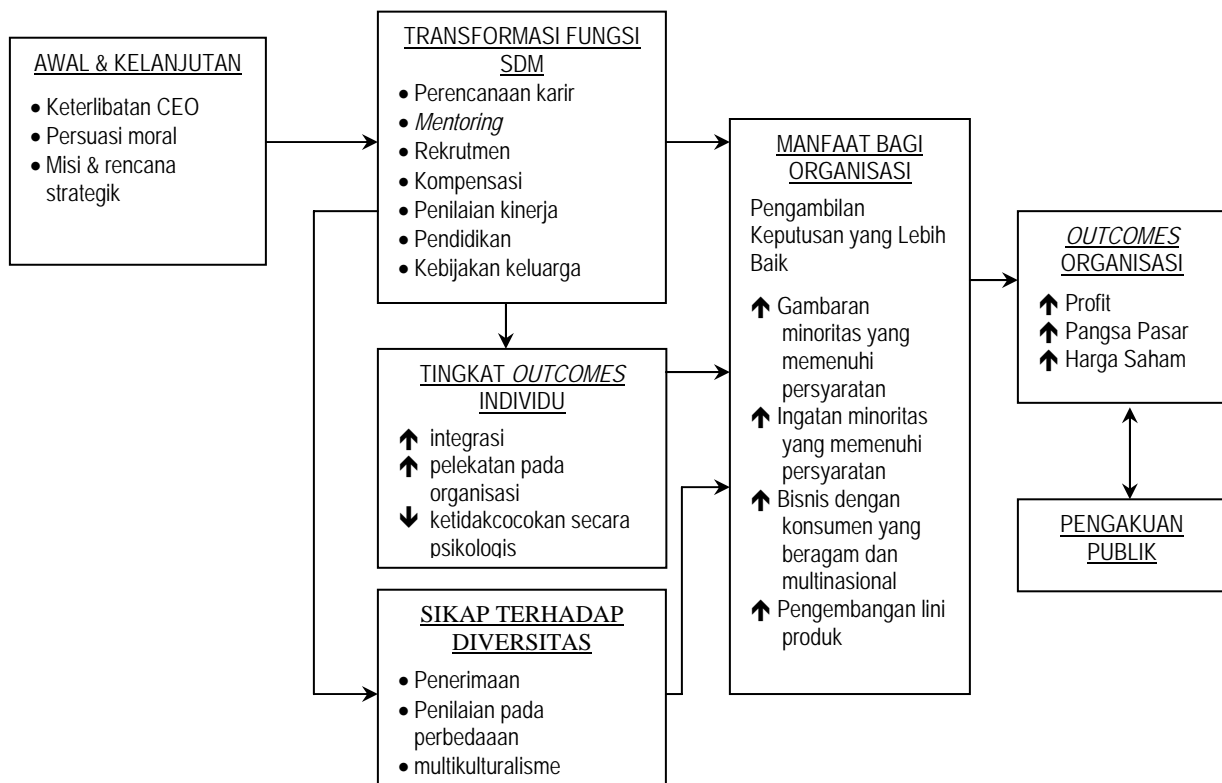 AWAL & KELANJUTAN
• Keterlibatan CEO
• Persuasi moral
• Misi & rencana
strategik
TRANSFORMASI FUNGSI
SDM
• Perencanaan karir
• Mentoring
• Rekrutmen
• Kompensasi
• Penilaian kinerja
• Pendidikan
• Kebijakan keluarga
TINGKAT OUTCOMES
INDIVIDU
↑ integrasi
↑ pelekatan pada
organisasi
↓ ketidakcocokan secara
psikologis
SIKAP TERHADAP
DIVERSITAS
• Penerimaan
• Penilaian pada
perbedaaan
• multikulturalisme
MANFAAT BAGI
ORGANISASI
Pengambilan
Keputusan yang Lebih
Baik
↑ Gambaran
minoritas yang
memenuhi
persyaratan
↑ Ingatan minoritas
yang memenuhi
persyaratan
↑ Bisnis dengan
konsumen yang
beragam dan
multinasional
↑ Pengembangan lini
produk
OUTCOMES
ORGANISASI
↑ Profit
↑ Pangsa Pasar
↑ Harga Saham
PENGAKUAN
PUBLIK